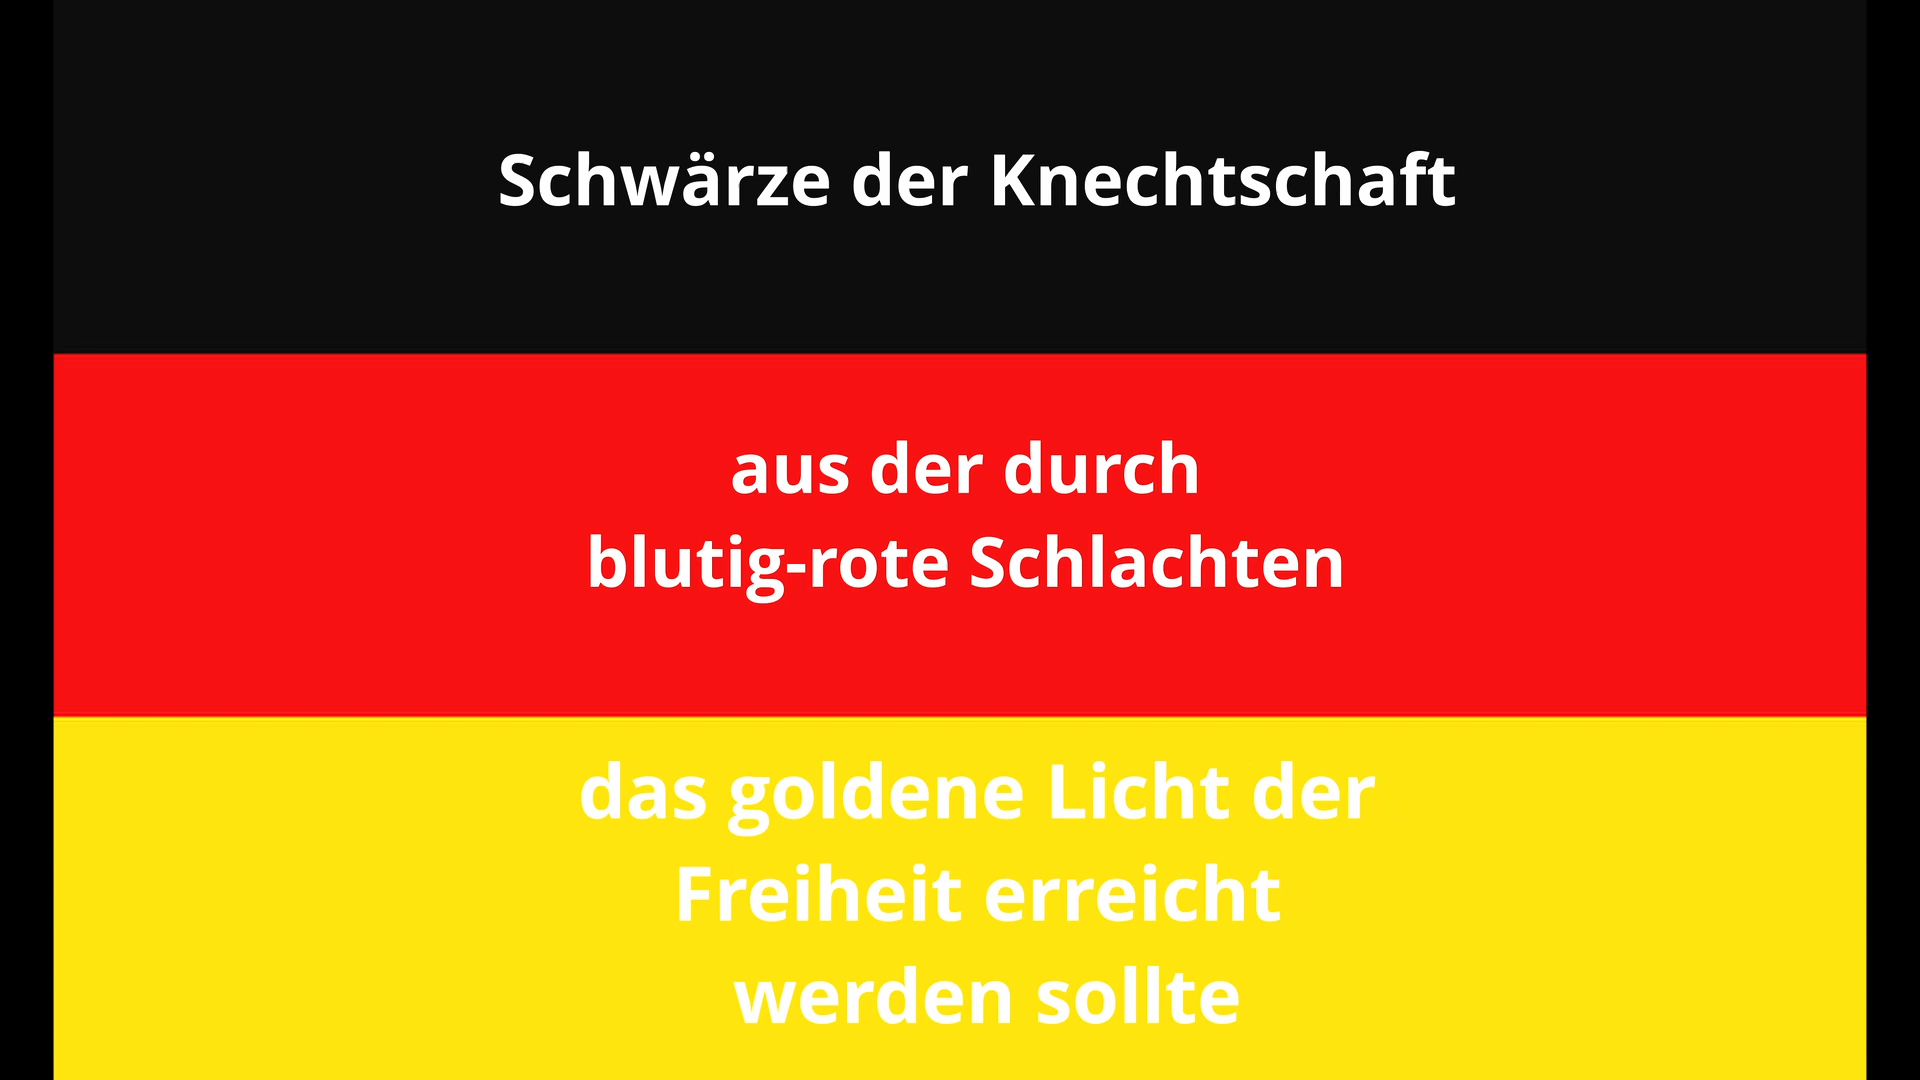 Schwärze der Knechtschaft
aus der durch
blutig-rote Schlachten
das goldene Licht der
Freiheit erreicht
werden sollte